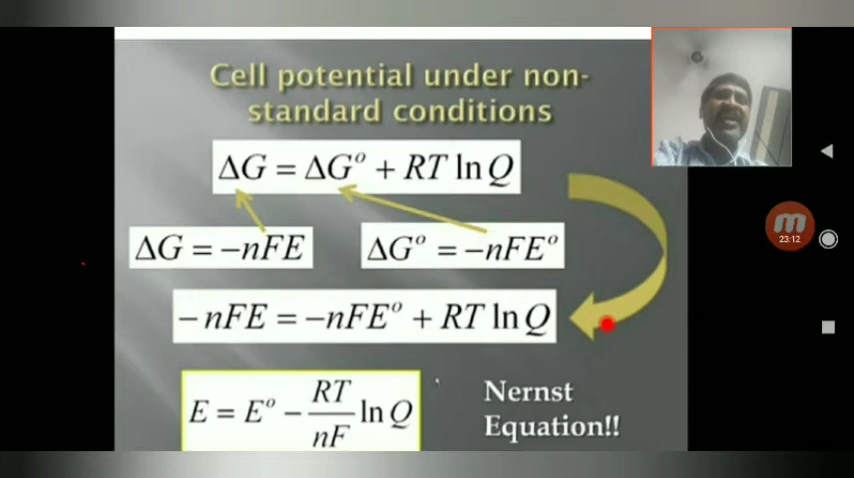 Cell potential under non-
standard conditions
ΔG = ΔG° + RT ln Q
ΔG = −nFE
ΔG° = −nFE°
− nFE = −nFE° + RT ln Q
E = E° − RT/nF ln Q
Nernst
Equation!!
m
23:12